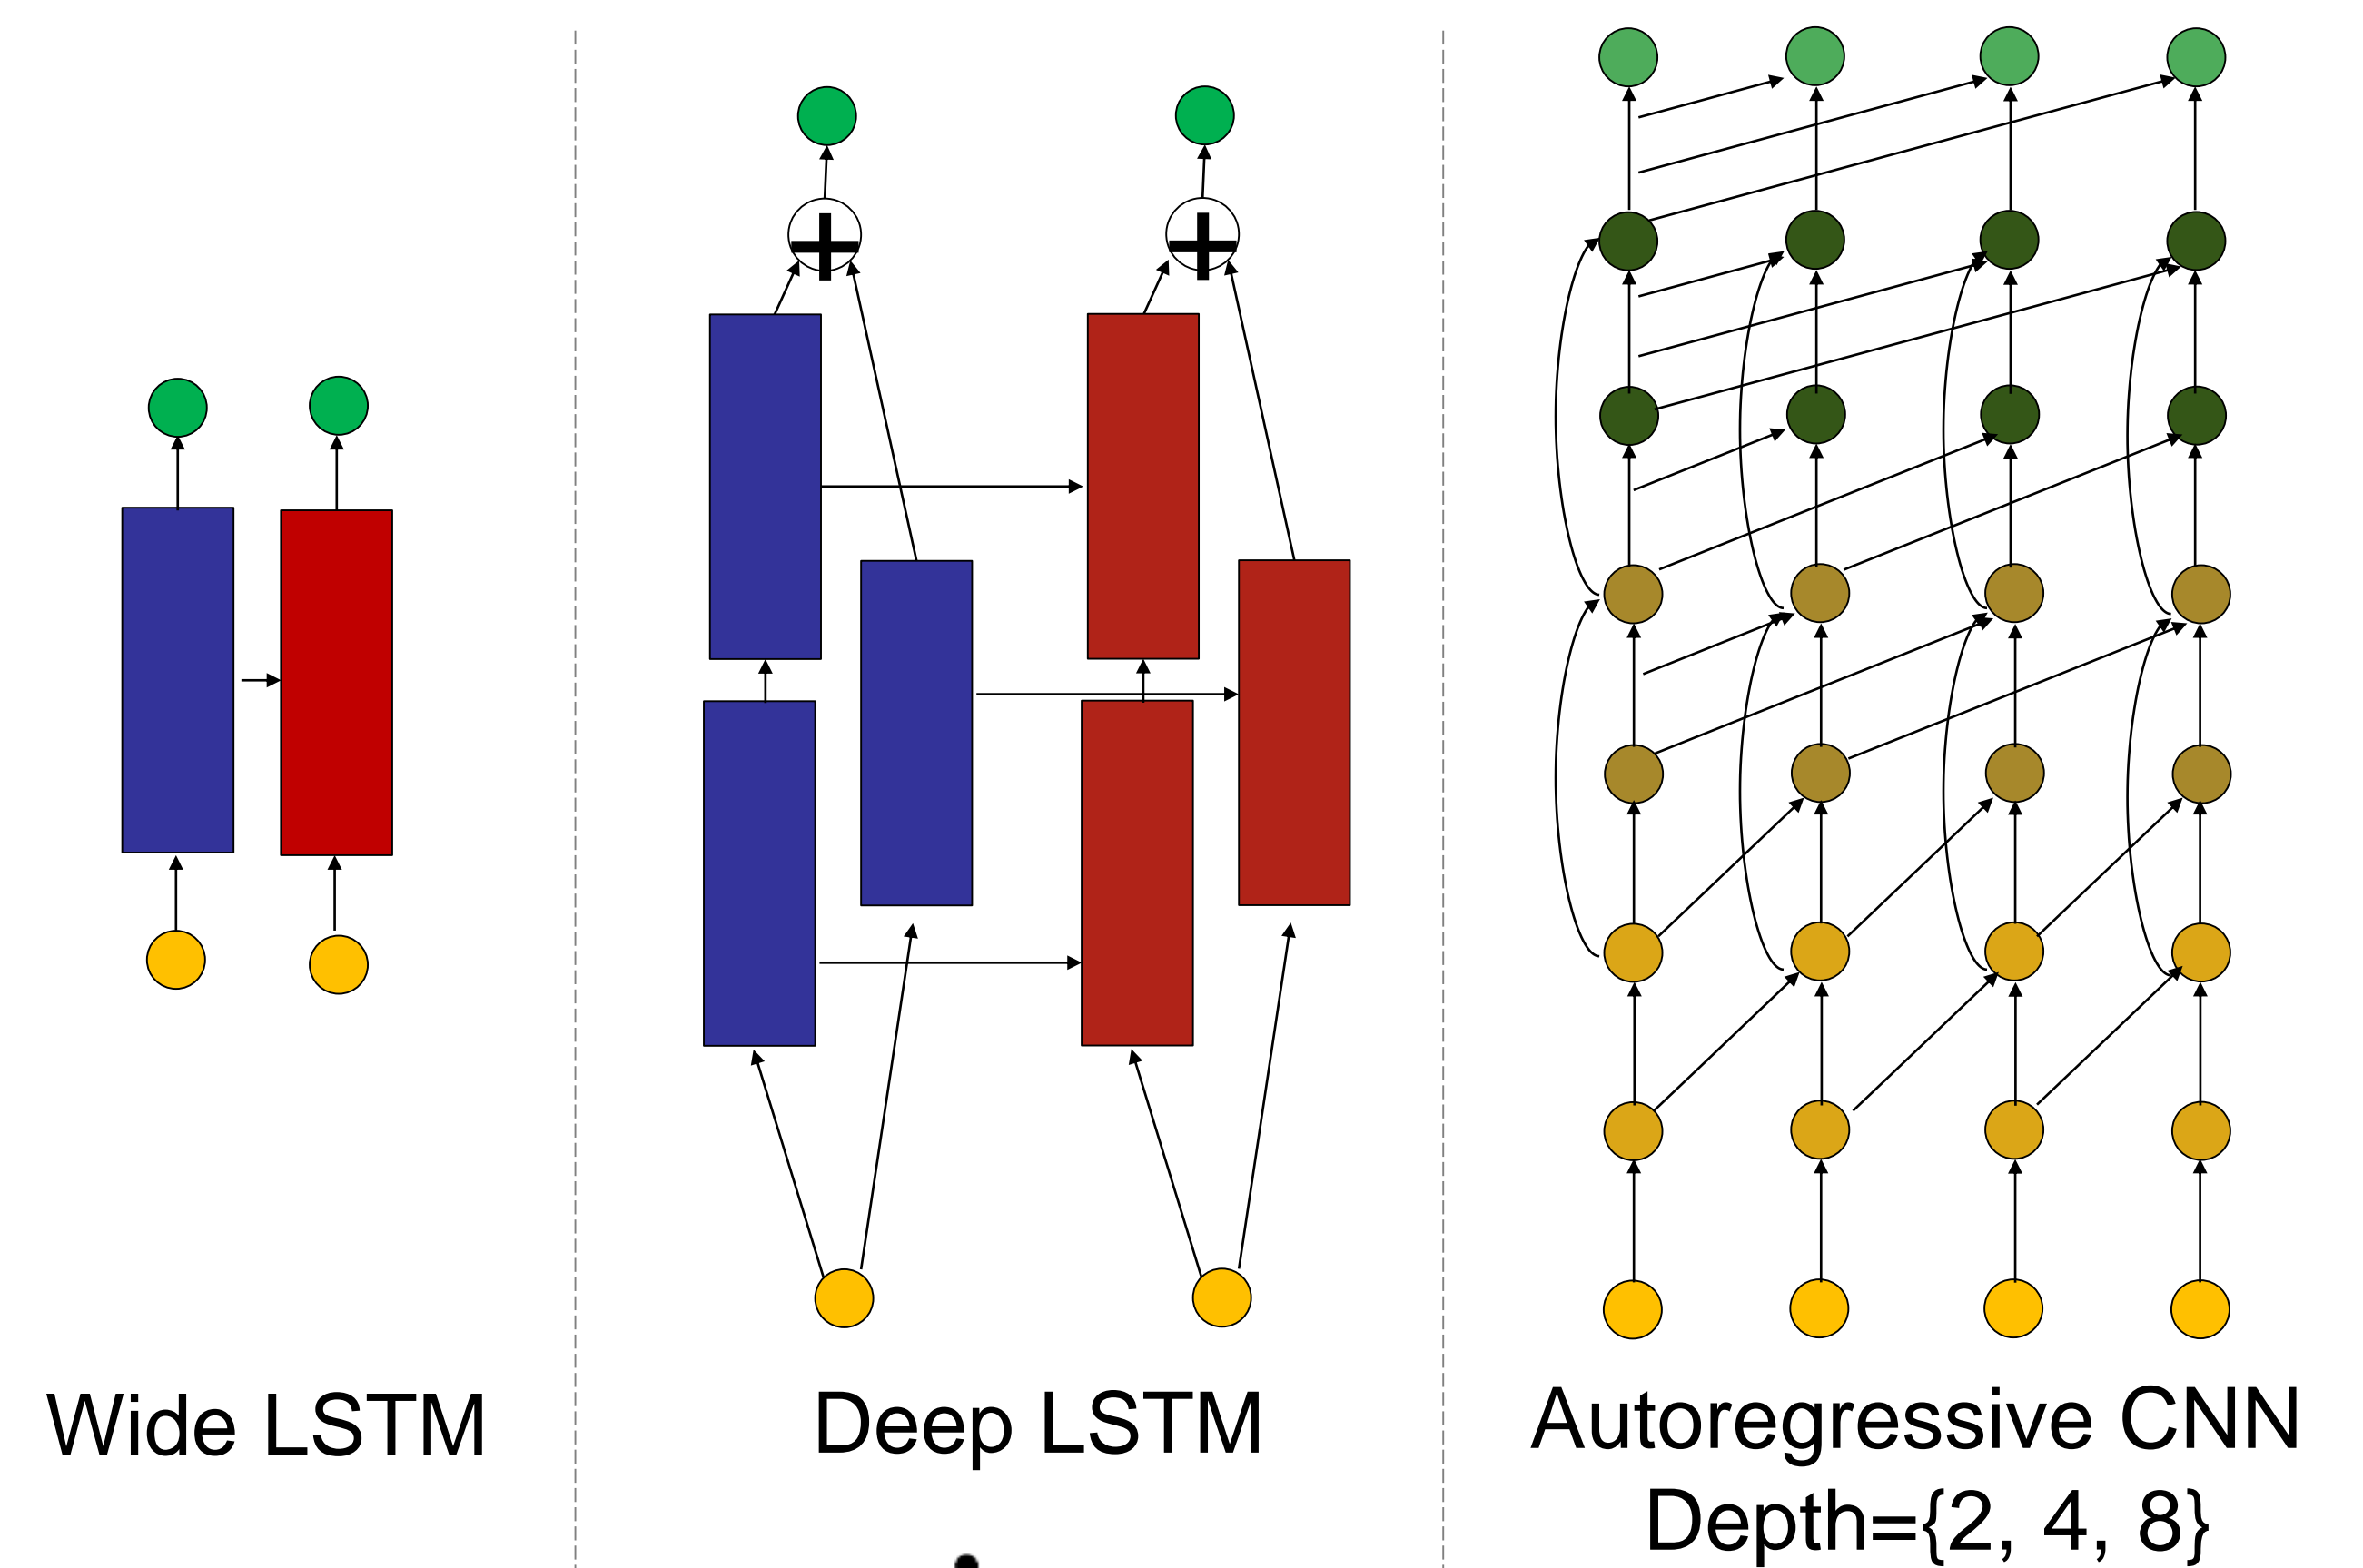 Wide LSTM
Deep LSTM
Autoregressive CNN
Depth={2, 4, 8}